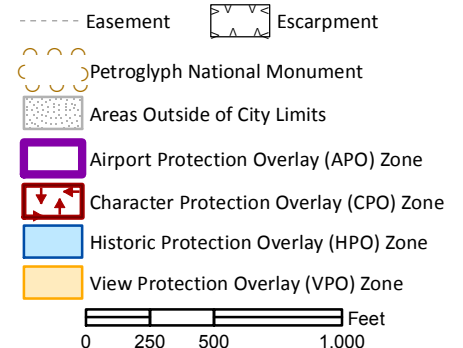 Easement Escarpment
Petroglyph National Monument
Areas Outside of City Limits
Airport Protection Overlay (APO) Zone
Character Protection Overlay (CPO) Zone
Historic Protection Overlay (HPO) Zone
View Protection Overlay (VPO) Zone
Feet
0 250 500 1,000